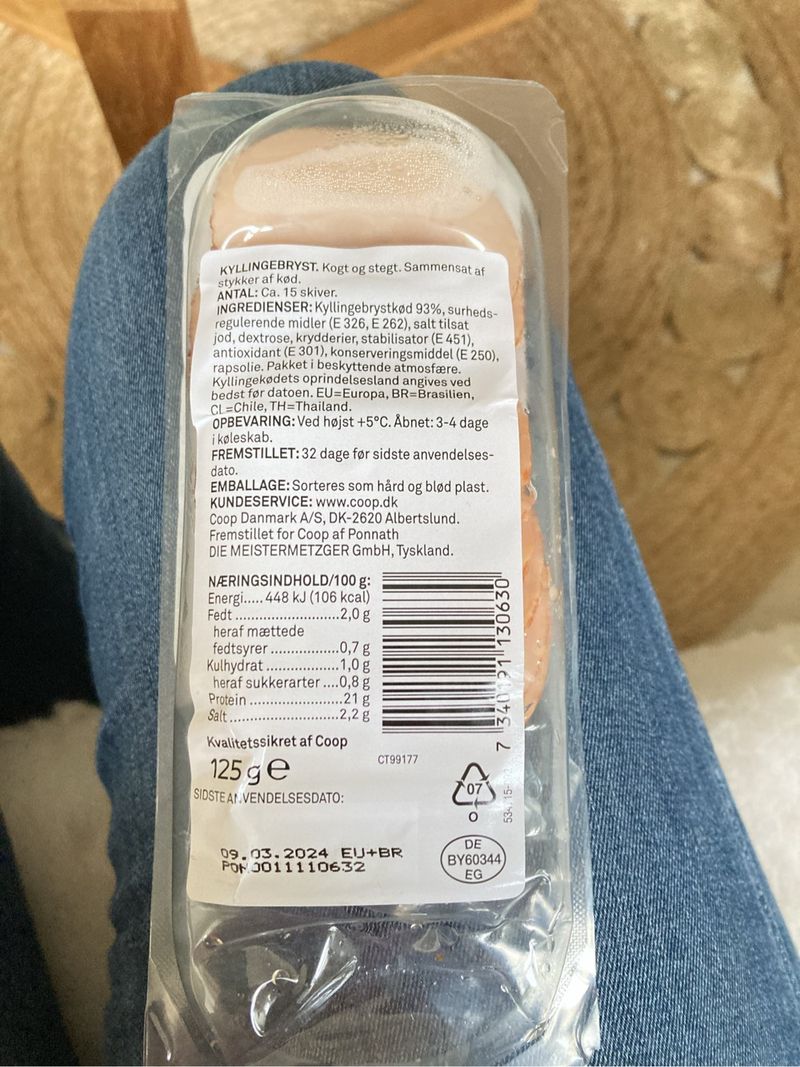 KYLLINGEBRYST. Kogt og stegt. Sammensat af
stykker af kød.
ANTAL: Ca. 15 skiver.
INGREDIENSER: Kyllingebrystkød 93%, surheds-
regulerende midler (E 326, E 262), salt tilsat
jod, dextrose, krydderier, stabilisator (E 451),
antioxidant (E 301), konserveringsmiddel (E 250),
rapsolie. Pakket i beskyttende atmosfære.
Kyllingekødets oprindelsesland angives ved
bedst før datoen. EU=Europa, BR=Brasilien,
CL=Chile, TH=Thailand.
OPBEVARING: Ved højst +5°C. Åbnet: 3-4 dage
i køleskab.
FREMSTILLET: 32 dage før sidste anvendelses-
dato.
EMBALLAGE: Sorteres som hård og blød plast.
KUNDESERVICE: www.coop.dk
Coop Danmark A/S, DK-2620 Albertslund.
Fremstillet for Coop af Ponnath
DIE MEISTERMETZGER GmbH, Tyskland.
NÆRINGSINDHOLD/100 g:
Energi..... 448 kJ (106 kcal)
Fedt ...................2,0 g
heraf mættede
fedtsyrer ............0,7 g
Kulhydrat .............1,0 g
heraf sukkerarter ....0,8 g
Protein ................21 g
Salt....................2,2 g
7 340191 130630
Kvalitetssikret af Coop
125 g e
CT99177
SIDSTE ANVENDELSESDATO:
07
O
09.03.2024 EU+BR
DE
BY60344
EG